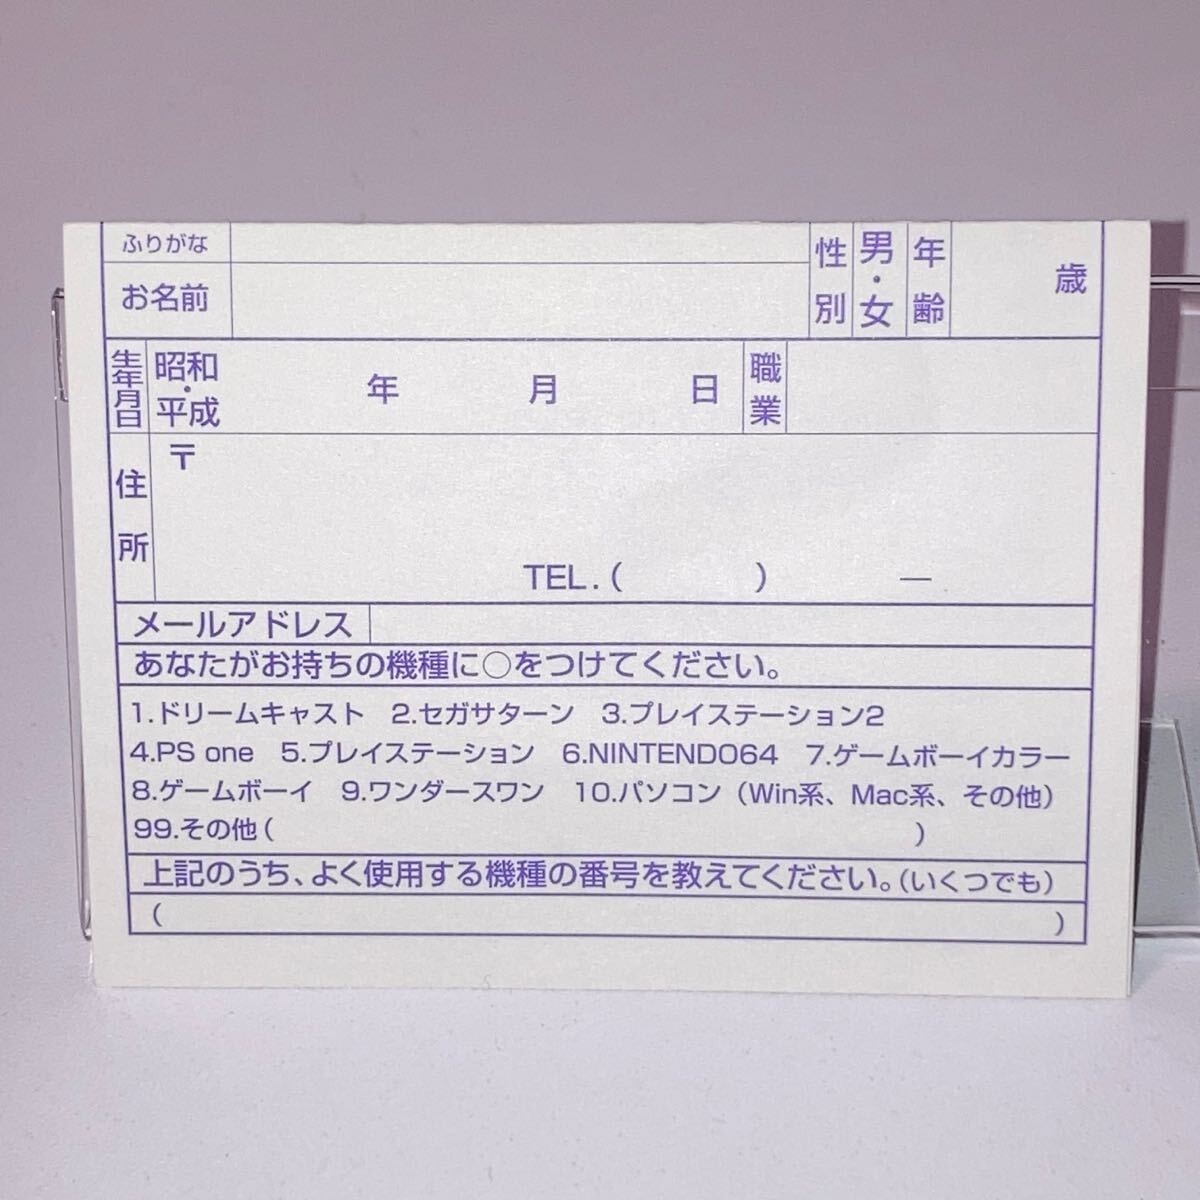 ふりがな
お名前
性別
男・女
年齢
歳
生年月日
昭和・平成
年 月 日
職業
住所
〒
TEL.( ) —
メールアドレス
あなたがお持ちの機種に○をつけてください。
1.ドリームキャスト 2.セガサターン 3.プレイステーション2
4.PS one 5.プレイステーション 6.NINTENDO64 7.ゲームボーイカラー
8.ゲームボーイ 9.ワンダースワン 10.パソコン（Win系、Mac系、その他）
99.その他( )
上記のうち、よく使用する機種の番号を教えてください。(いくつでも)
( )